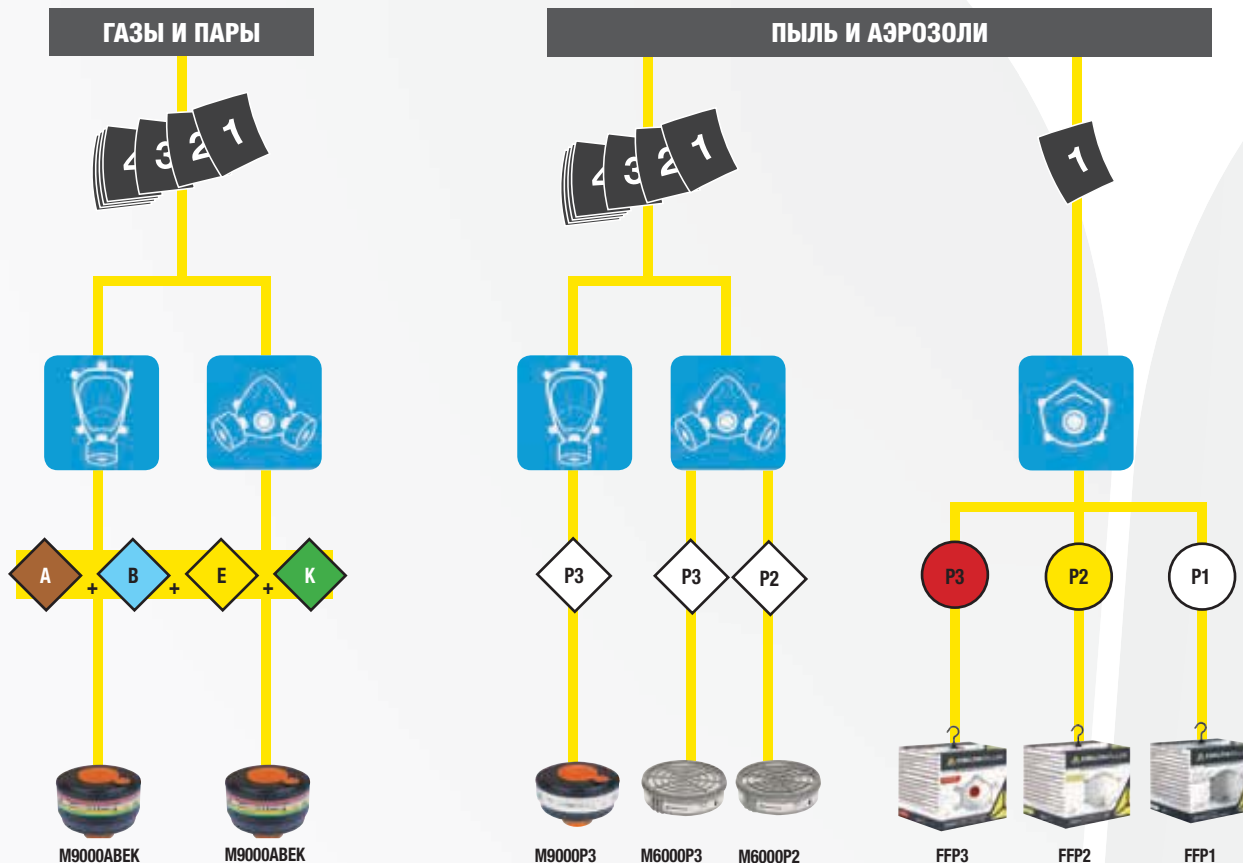 ГАЗЫ И ПАРЫ
ПЫЛЬ И АЭРОЗОЛИ
4 3 2 1
4 3 2 1
1
A + B + E + K
P3
P3
P2
P3
P2
P1
M9000ABEK
M9000ABEK
M9000P3
M6000P3
M6000P2
FFP3
FFP2
FFP1